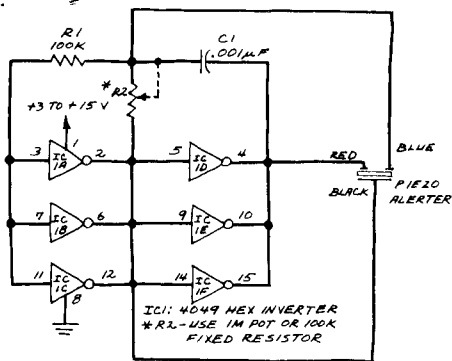 R1
100K
C1
.001µF
*R2
+3 TO +15 V
1
3
IC
1A
2
5
IC
1D
4
RED
BLUE
BLACK
PIEZO
ALERTER
7
IC
1B
6
9
IC
1E
10
11
IC
1C
12
8
14
IC
1F
15
IC1: 4049 HEX INVERTER
*R2-USE 1M POT OR 100K
FIXED RESISTOR